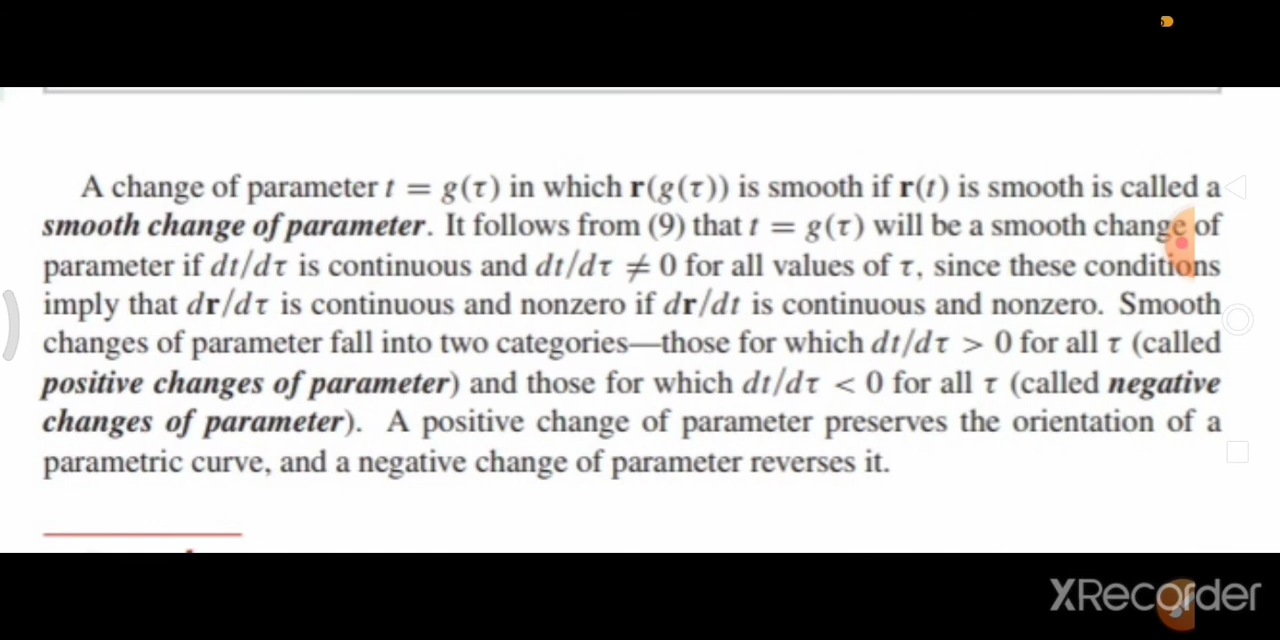 A change of parameter t = g(τ) in which r(g(τ)) is smooth if r(t) is smooth is called a
smooth change of parameter. It follows from (9) that t = g(τ) will be a smooth change of
parameter if dt/dτ is continuous and dt/dτ ≠ 0 for all values of τ, since these conditions
imply that dr/dτ is continuous and nonzero if dr/dt is continuous and nonzero. Smooth
changes of parameter fall into two categories—those for which dt/dτ > 0 for all τ (called
positive changes of parameter) and those for which dt/dτ < 0 for all τ (called negative
changes of parameter). A positive change of parameter preserves the orientation of a
parametric curve, and a negative change of parameter reverses it.
XRecorder